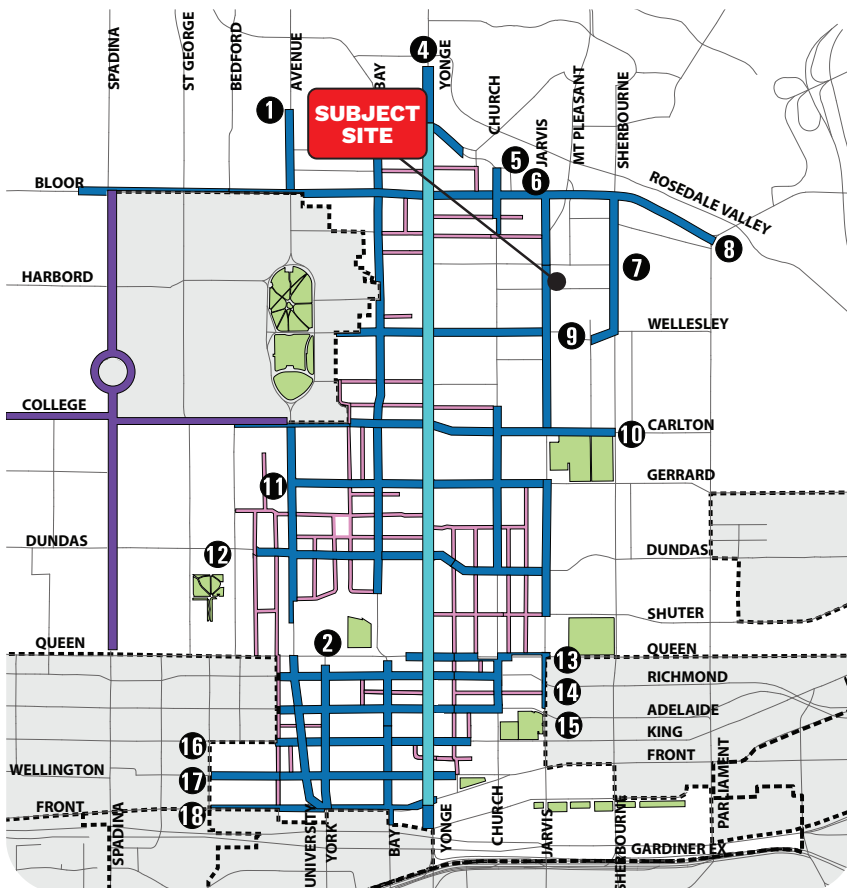 SPADINA
ST GEORGE
BEDFORD
AVENUE
BAY
4
YONGE
CHURCH
JARVIS
MT PLEASANT
SHERBOURNE
1
SUBJECT
SITE
5
6
BLOOR
ROSEDALE VALLEY
8
7
HARBORD
9
WELLESLEY
COLLEGE
10
CARLTON
11
GERRARD
DUNDAS
12
DUNDAS
SHUTER
QUEEN
2
QUEEN
13
RICHMOND
14
ADELAIDE
15
KING
16
FRONT
WELLINGTON
17
FRONT
18
SPADINA
UNIVERSITY
YORK
BAY
YONGE
CHURCH
JARVIS
SHERBOURNE
PARLIAMENT
GARDINER EX